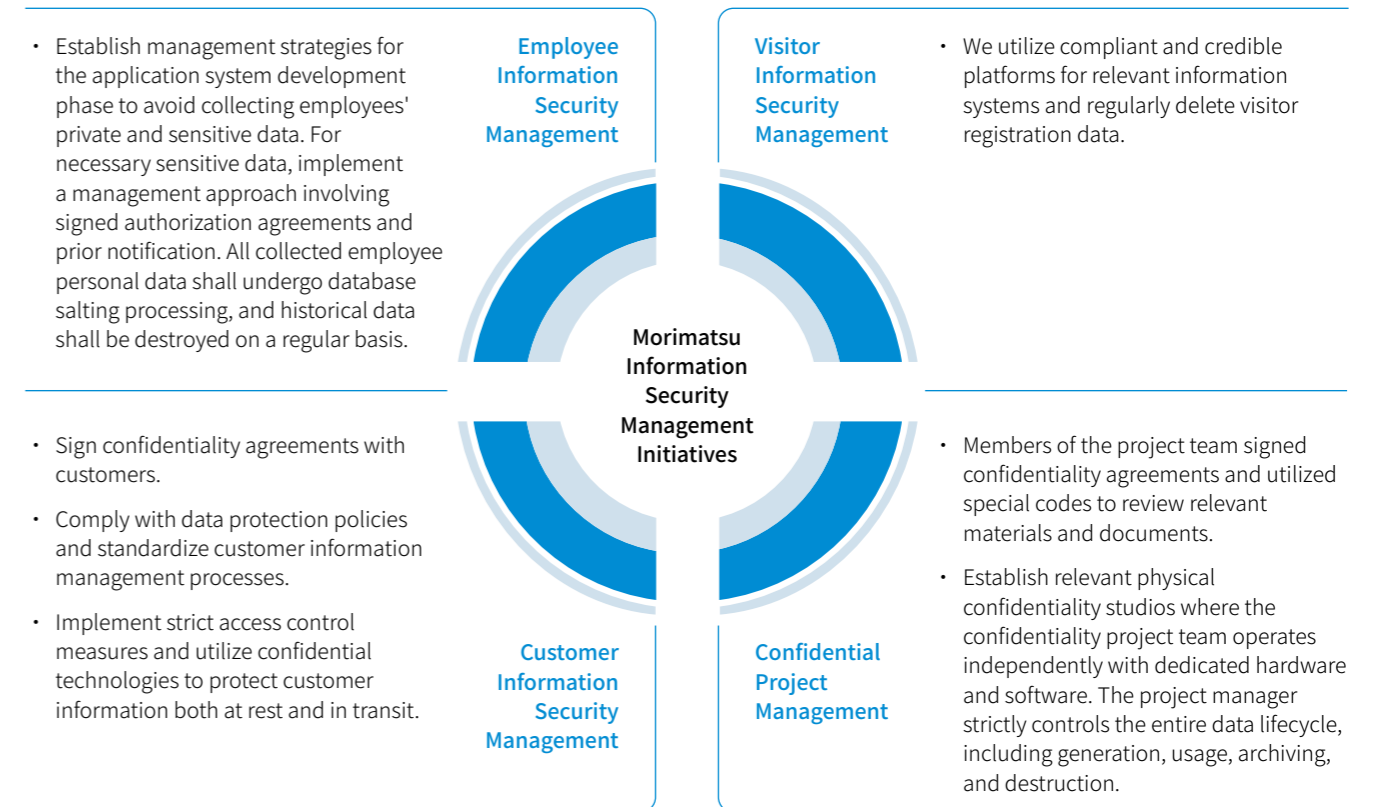 Employee
Information
Security
Management
• Establish management strategies for
the application system development
phase to avoid collecting employees'
private and sensitive data. For
necessary sensitive data, implement
a management approach involving
signed authorization agreements and
prior notification. All collected employee
personal data shall undergo database
salting processing, and historical data
shall be destroyed on a regular basis.
Visitor
Information
Security
Management
• We utilize compliant and credible
platforms for relevant information
systems and regularly delete visitor
registration data.
Morimatsu
Information
Security
Management
Initiatives
• Sign confidentiality agreements with
customers.
• Comply with data protection policies
and standardize customer information
management processes.
• Implement strict access control
measures and utilize confidential
technologies to protect customer
information both at rest and in transit.
Customer
Information
Security
Management
Confidential
Project
Management
• Members of the project team signed
confidentiality agreements and utilized
special codes to review relevant
materials and documents.
• Establish relevant physical
confidentiality studios where the
confidentiality project team operates
independently with dedicated hardware
and software. The project manager
strictly controls the entire data lifecycle,
including generation, usage, archiving,
and destruction.